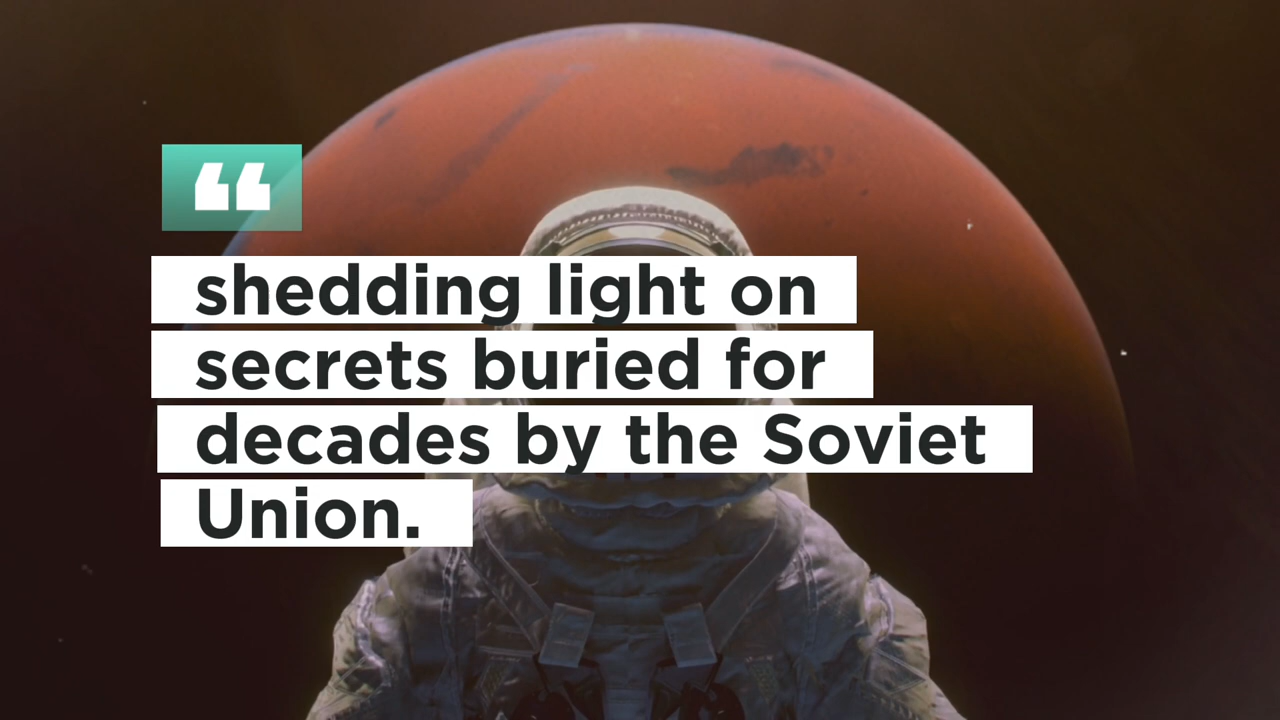 “
shedding light on
secrets buried for
decades by the Soviet
Union.